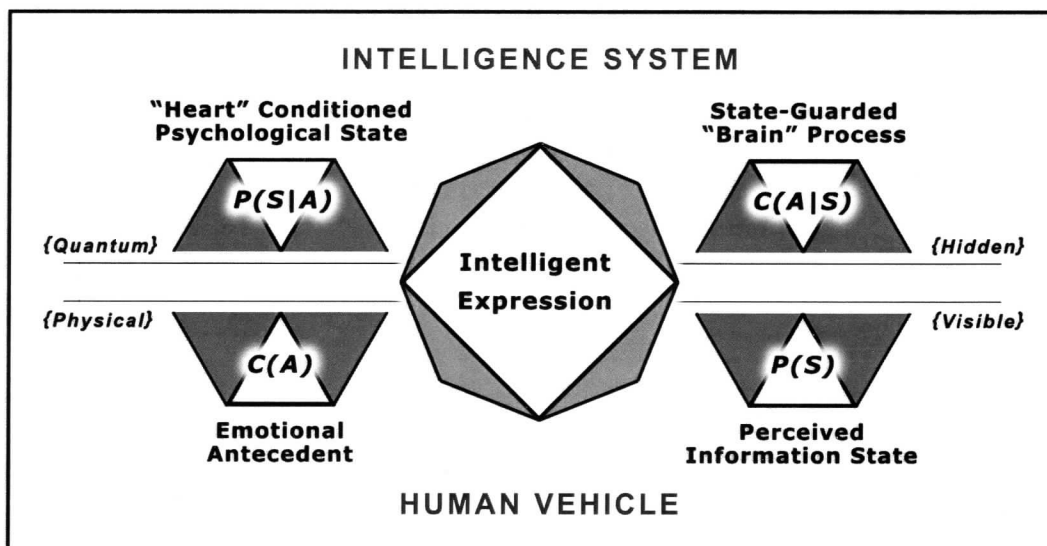 INTELLIGENCE SYSTEM
“Heart” Conditioned
Psychological State
State-Guarded
“Brain” Process
P(S|A)
C(A|S)
{Quantum}
{Hidden}
Intelligent
Expression
{Physical}
{Visible}
C(A)
P(S)
Emotional
Antecedent
Perceived
Information State
HUMAN VEHICLE